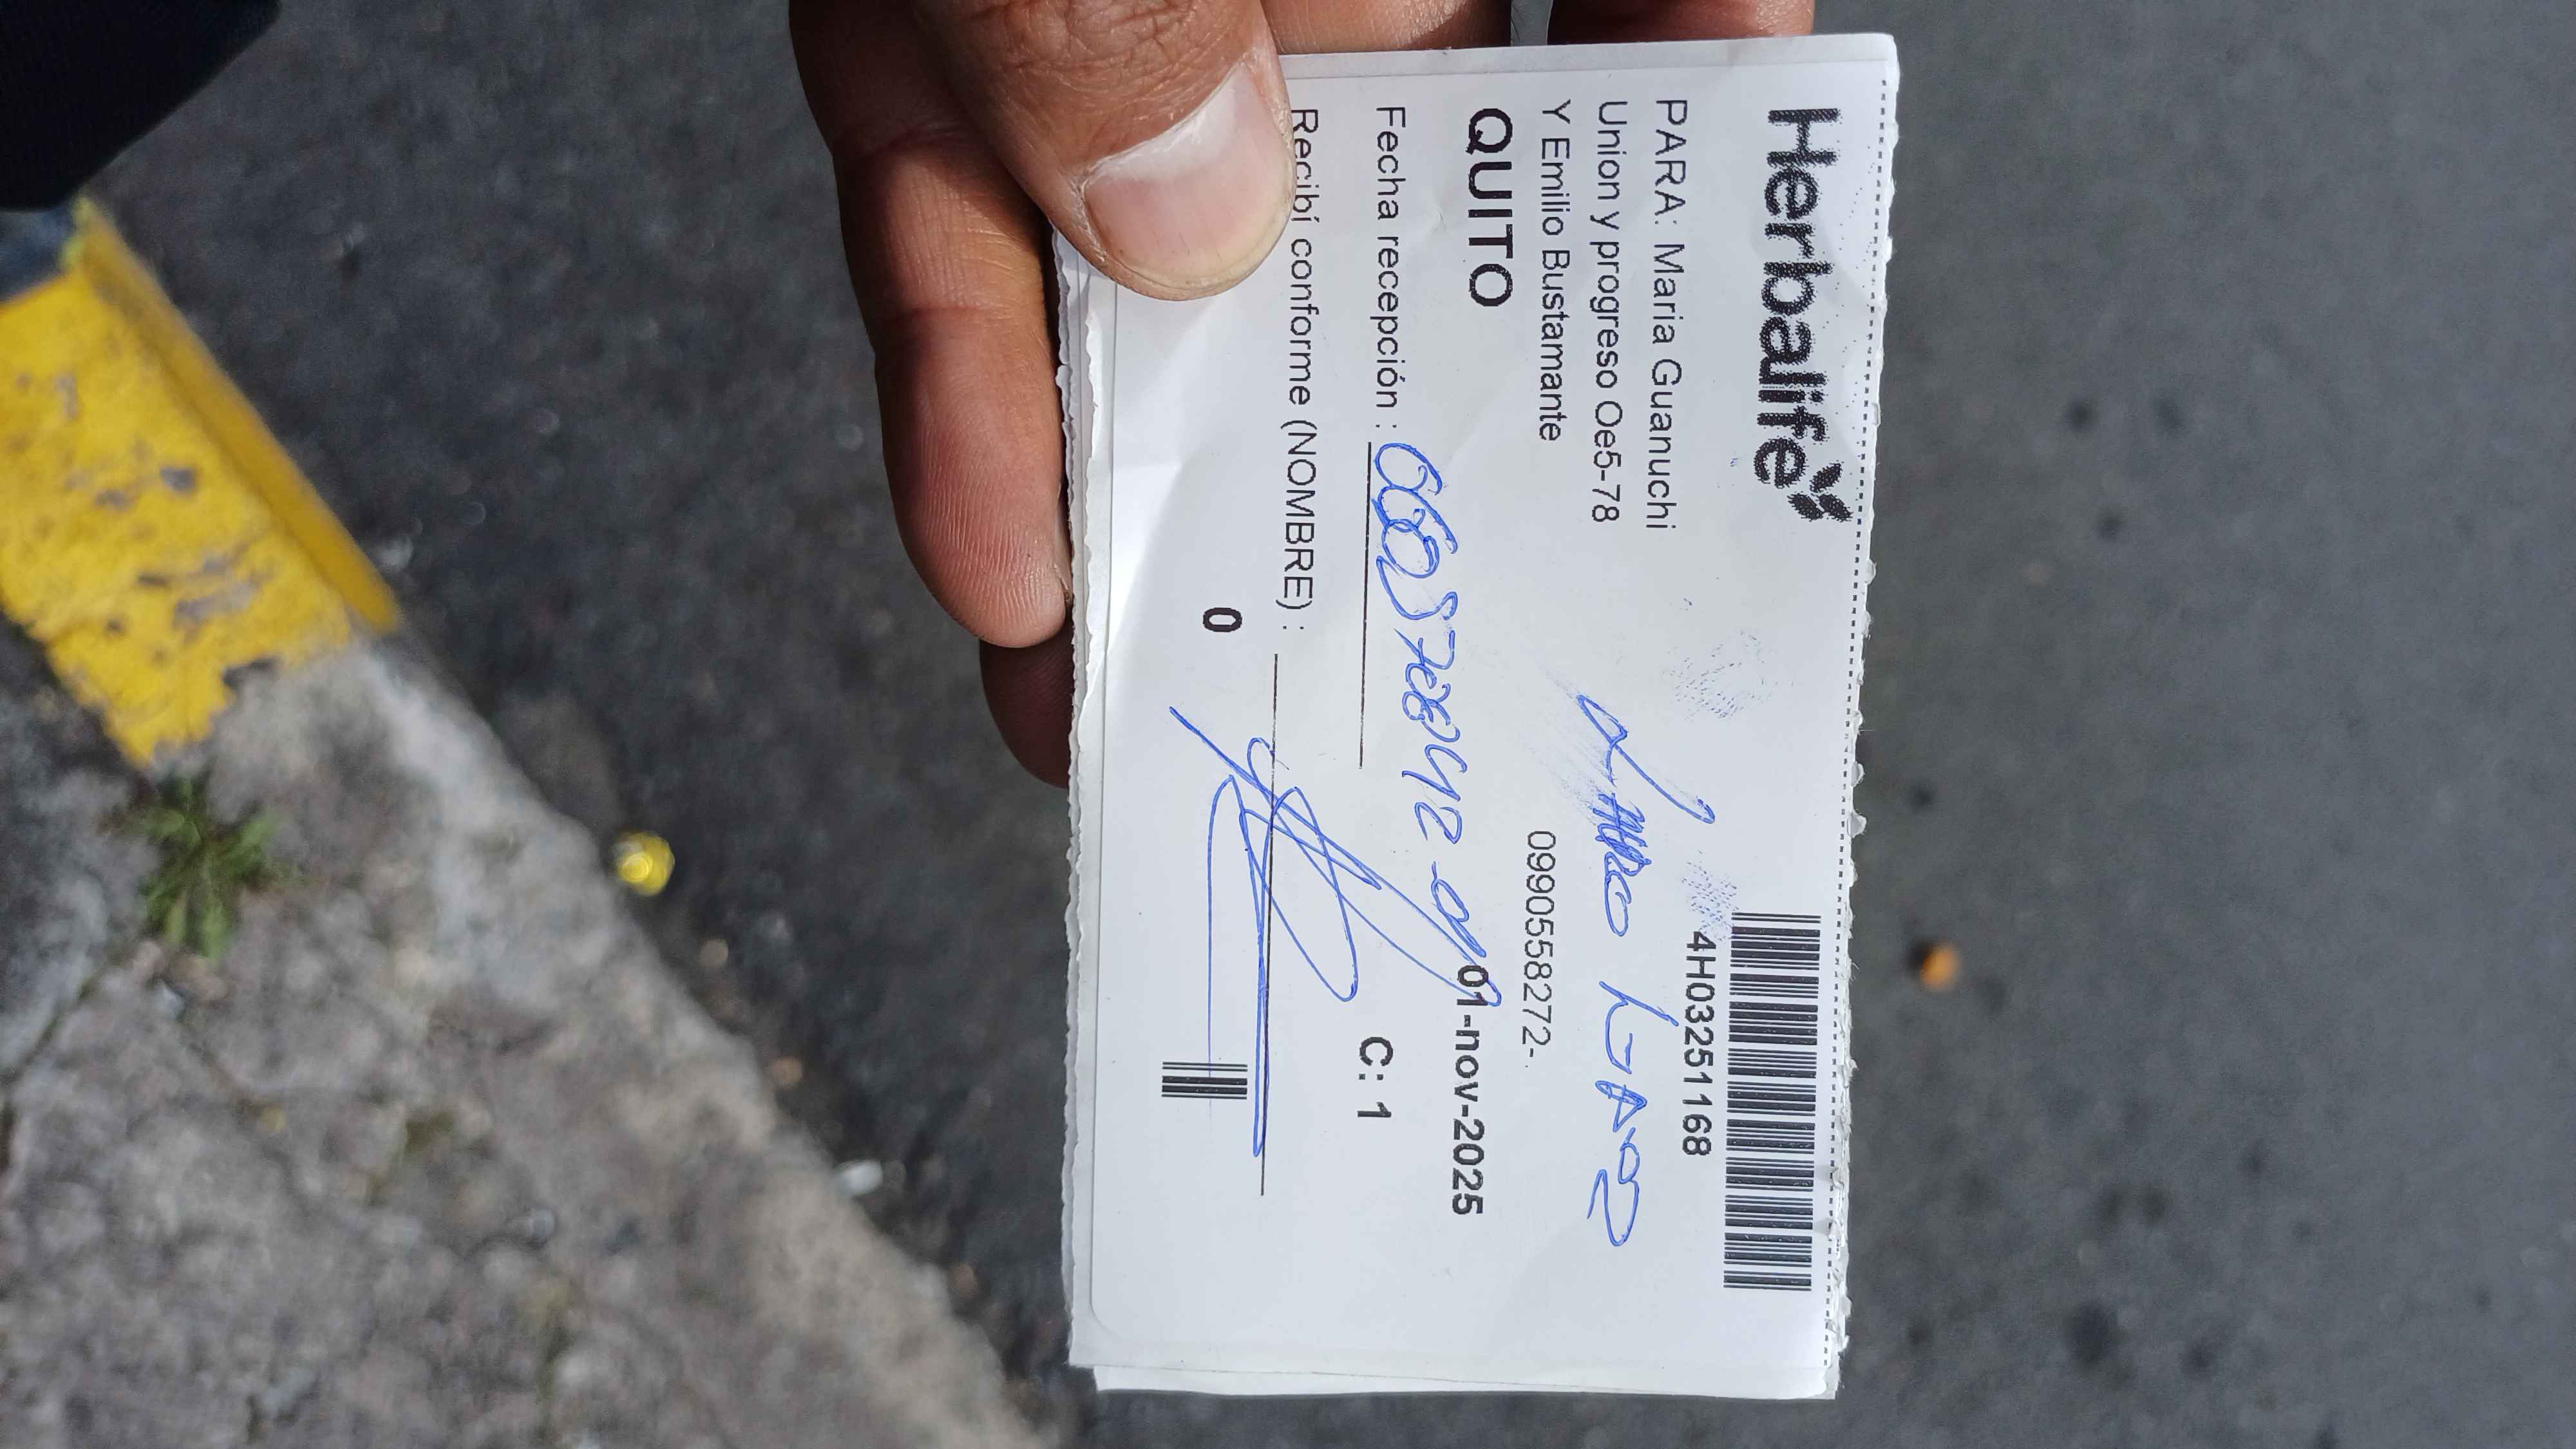 Herbalife
4H03251168
PARA: Maria Guanuchi
Union y progreso Oe5-78
Y Emilio Bustamante
0990558272-.
QUITO
01-nov-2025
Fecha recepción :
C: 1
Recibí conforme (NOMBRE) :
0